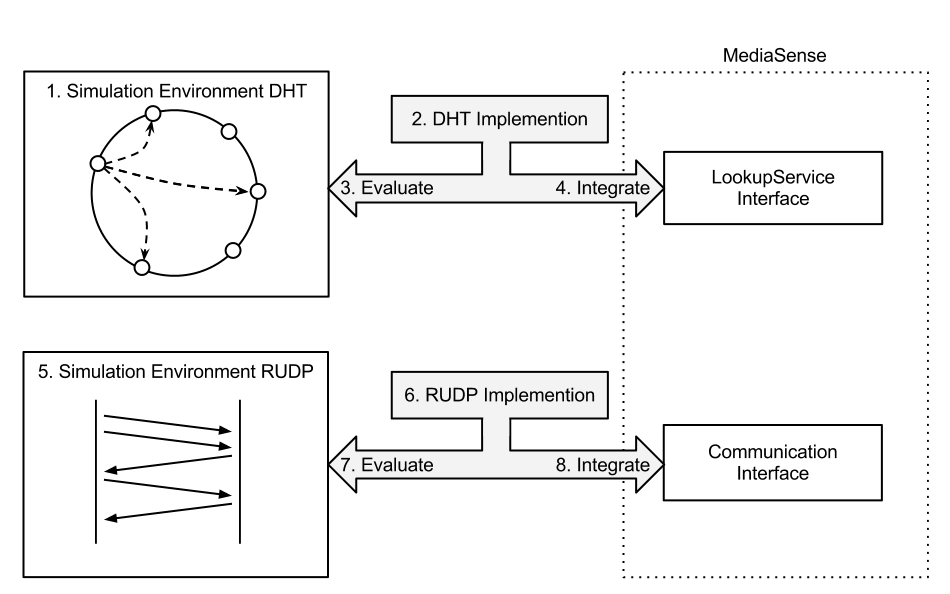 MediaSense
1. Simulation Environment DHT
2. DHT Implemention
3. Evaluate
4. Integrate
LookupService
Interface
5. Simulation Environment RUDP
6. RUDP Implemention
7. Evaluate
8. Integrate
Communication
Interface